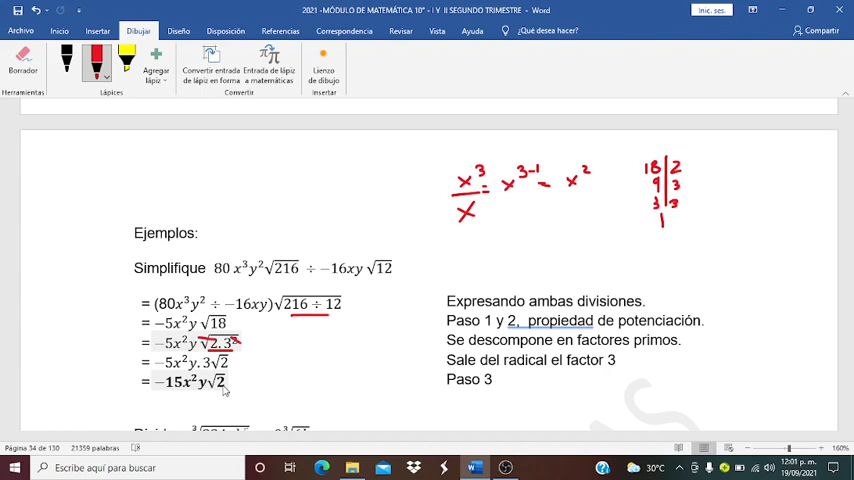 2021 -MÓDULO DE MATEMÁTICA 10° - I Y II SEGUNDO TRIMESTRE - Word
Inic. ses.
Archivo Inicio Insertar Dibujar Diseño Disposición Referencias Correspondencia Revisar Vista Ayuda ¿Qué desea hacer? Compartir
Borrador Agregar lápiz Convertir entrada de lápiz en forma Entrada de lápiz a matemáticas Lienzo de dibujo
Herramientas Lápices Convertir Insertar
x³/x = x³⁻¹ = x²
18 | 2
9 | 3
3 | 3
1
Ejemplos:
Simplifique 80 x³y²√216 ÷ −16xy √12
= (80x³y² ÷ −16xy)√216 ÷ 12 Expresando ambas divisiones.
= −5x²y √18 Paso 1 y 2, propiedad de potenciación.
= −5x²y √2.3² Se descompone en factores primos.
= −5x²y.3√2 Sale del radical el factor 3
= −15x²y√2 Paso 3
Página 34 de 130 21359 palabras 160%
Escribe aquí para buscar 30°C 12:01 p. m.
19/09/2021